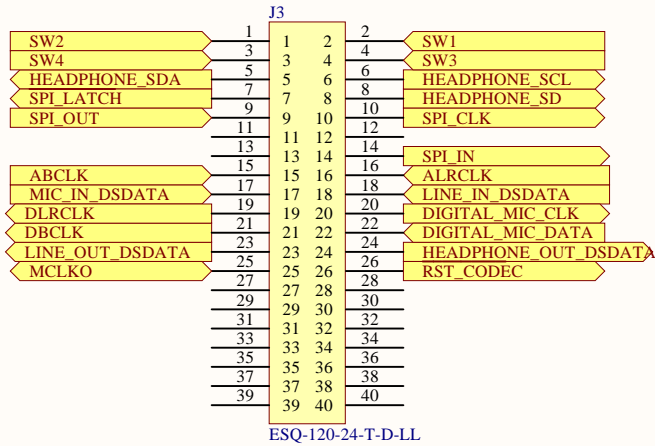 J3
1 1 2 2
SW2 SW1
3 3 4 4
SW4 SW3
5 5 6 6
HEADPHONE_SDA HEADPHONE_SCL
7 7 8 8
SPI_LATCH HEADPHONE_SD
9 9 10 10
SPI_OUT SPI_CLK
11 11 12 12
13 13 14 14
SPI_IN
15 15 16 16
ABCLK ALRCLK
17 17 18 18
MIC_IN_DSDATA LINE_IN_DSDATA
19 19 20 20
DLRCLK DIGITAL_MIC_CLK
21 21 22 22
DBCLK DIGITAL_MIC_DATA
23 23 24 24
LINE_OUT_DSDATA HEADPHONE_OUT_DSDATA
25 25 26 26
MCLKO RST_CODEC
27 27 28 28
29 29 30 30
31 31 32 32
33 33 34 34
35 35 36 36
37 37 38 38
39 39 40 40
ESQ-120-24-T-D-LL